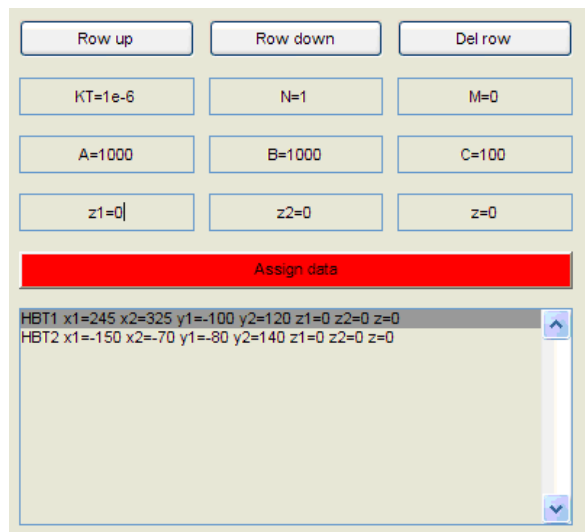 Row up Row down Del row
KT=1e-6 N=1 M=0
A=1000 B=1000 C=100
z1=0 z2=0 z=0
Assign data
HBT1 x1=245 x2=325 y1=-100 y2=120 z1=0 z2=0 z=0
HBT2 x1=-150 x2=-70 y1=-80 y2=140 z1=0 z2=0 z=0